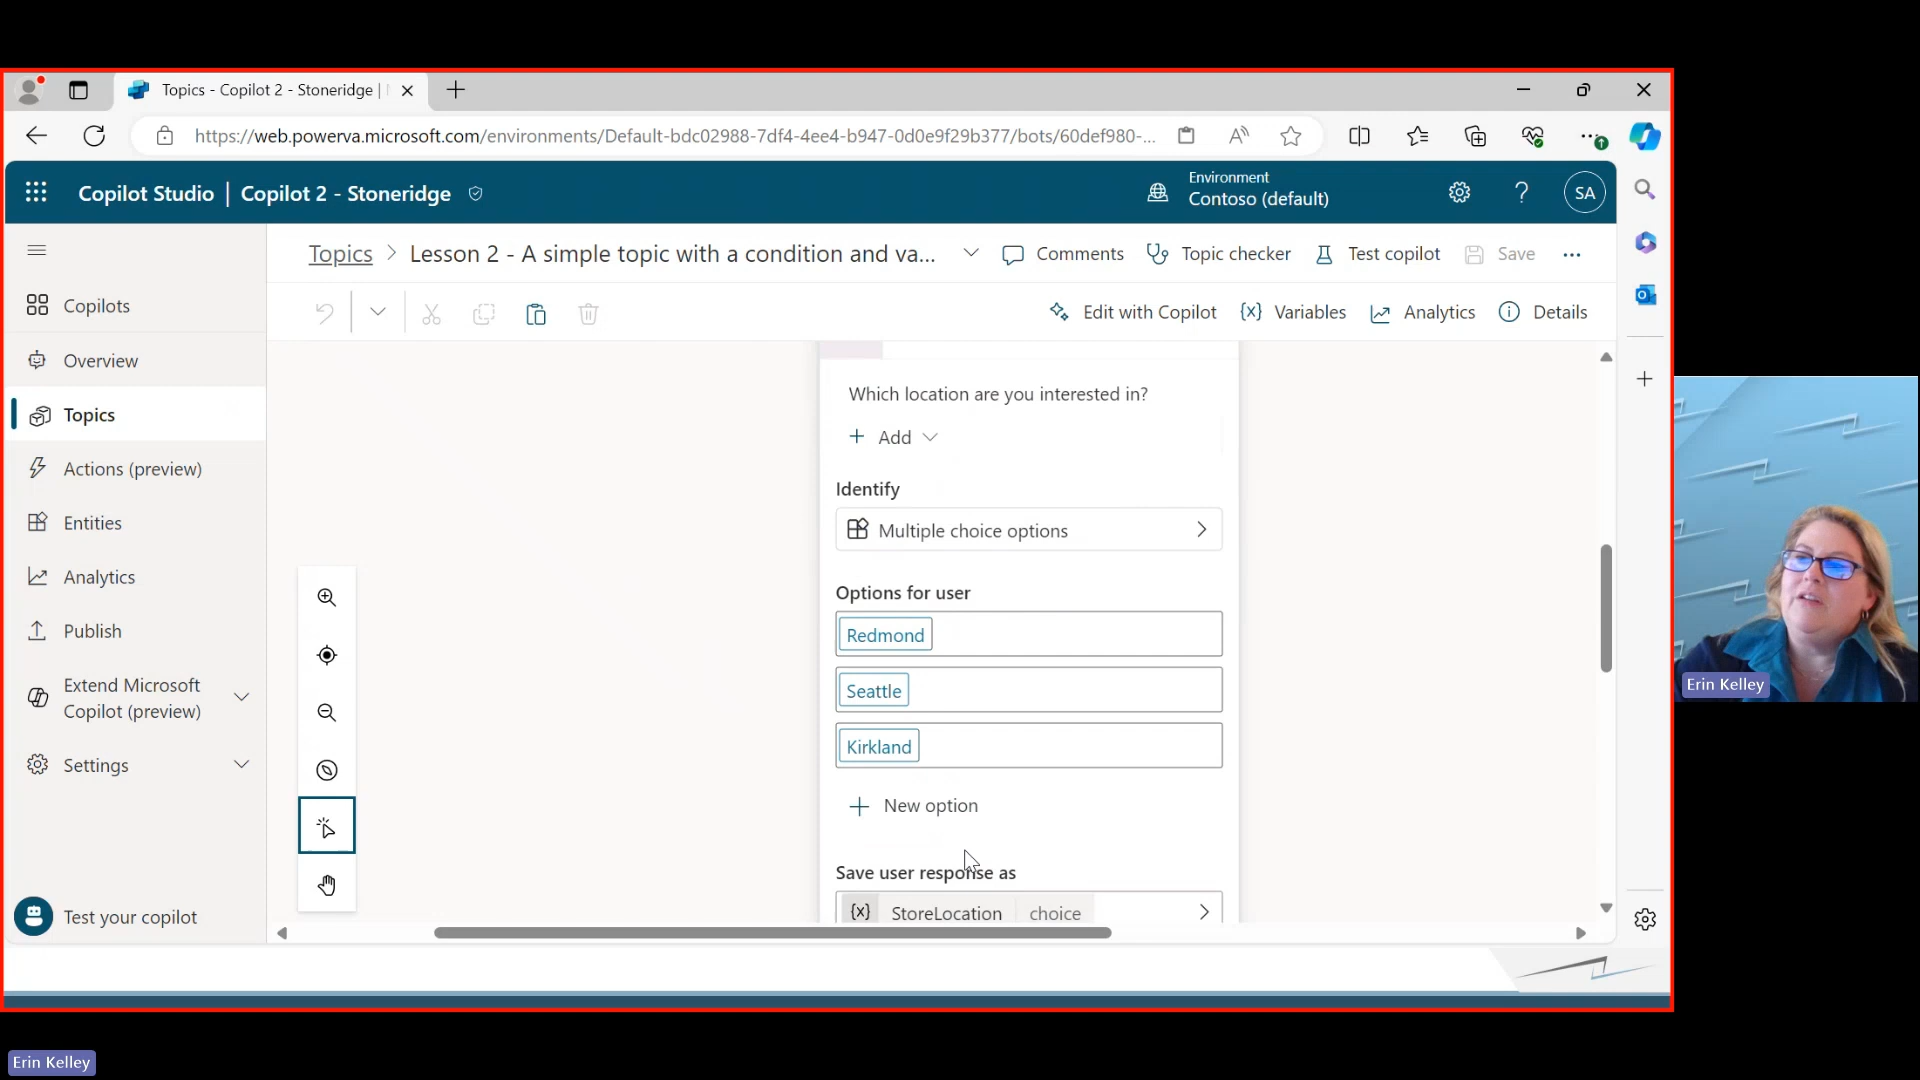 Topics - Copilot 2 - Stoneridge |
https://web.powerva.microsoft.com/environments/Default-bdc02988-7df4-4ee4-b947-0d0e9f29b377/bots/60def980-...
Copilot Studio | Copilot 2 - Stoneridge
Environment
Contoso (default)
SA
Topics > Lesson 2 - A simple topic with a condition and va...
Comments
Topic checker
Test copilot
Save
Edit with Copilot
{x} Variables
Analytics
Details
Copilots
Overview
Topics
Actions (preview)
Entities
Analytics
Publish
Extend Microsoft
Copilot (preview)
Settings
Test your copilot
Which location are you interested in?
+ Add
Identify
Multiple choice options
Options for user
Redmond
Seattle
Kirkland
+ New option
Save user response as
{x} StoreLocation choice
Erin Kelley
Erin Kelley